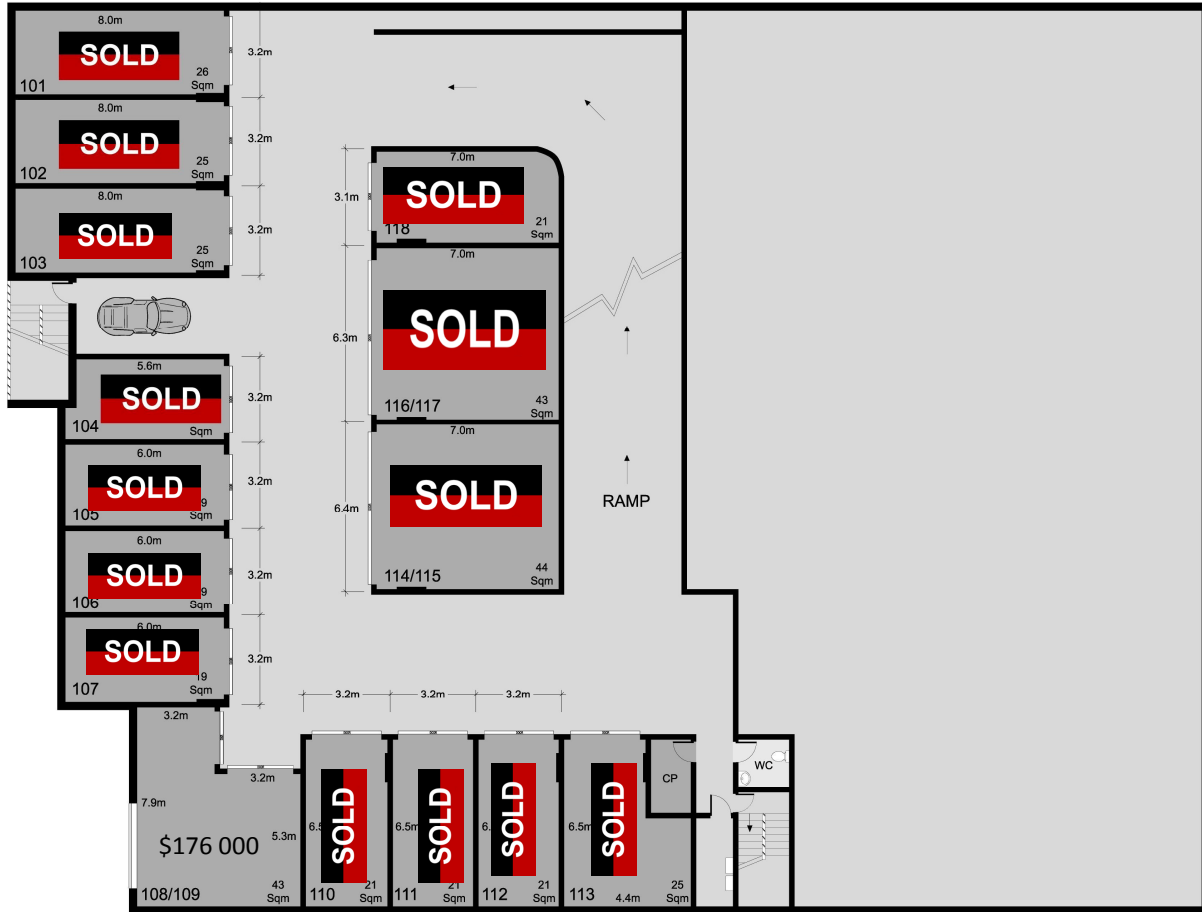 8.0m
SOLD
26
Sqm
101
3.2m
8.0m
SOLD
25
Sqm
102
3.2m
8.0m
SOLD
25
Sqm
103
3.2m
7.0m
SOLD
3.1m
118
21
Sqm
7.0m
SOLD
6.3m
116/117
43
Sqm
7.0m
SOLD
6.4m
114/115
44
Sqm
RAMP
5.6m
SOLD
104
Sqm
3.2m
6.0m
SOLD
105
9
Sqm
3.2m
6.0m
SOLD
106
9
Sqm
3.2m
6.0m
SOLD
107
19
Sqm
3.2m
3.2m
3.2m
7.9m
5.3m
$176 000
108/109
43
Sqm
3.2m
3.2m
3.2m
SOLD
110
21
Sqm
6.5m
SOLD
111
21
Sqm
SOLD
112
21
Sqm
6.5m
SOLD
113
4.4m
25
Sqm
CP
WC